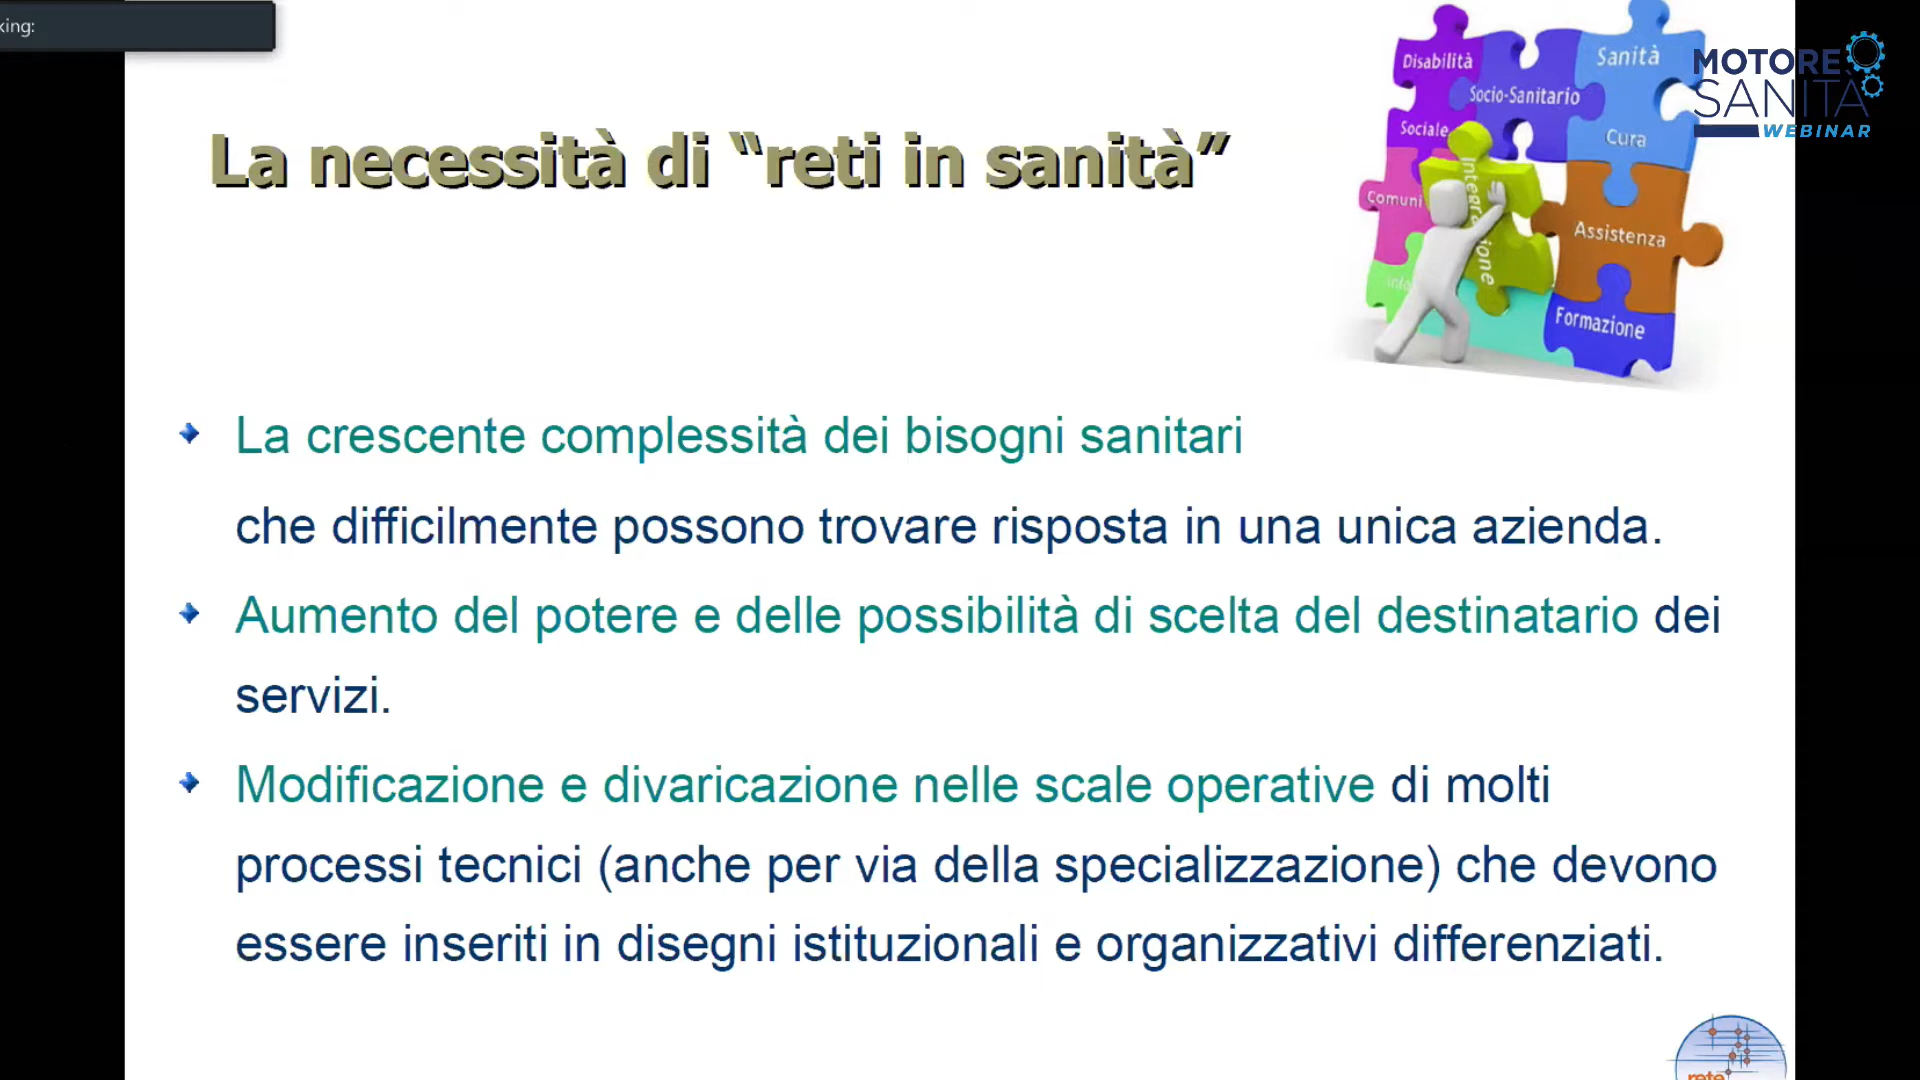 king:
MOTORE
SANITÀ
WEBINAR
La necessità di “reti in sanità”
Disabilità
Sanità
Socio-Sanitario
Sociale
Cura
Comuni
Integrazione
Assistenza
Info
Formazione
La crescente complessità dei bisogni sanitari
che difficilmente possono trovare risposta in una unica azienda.
Aumento del potere e delle possibilità di scelta del destinatario dei
servizi.
Modificazione e divaricazione nelle scale operative di molti
processi tecnici (anche per via della specializzazione) che devono
essere inseriti in disegni istituzionali e organizzativi differenziati.
rete